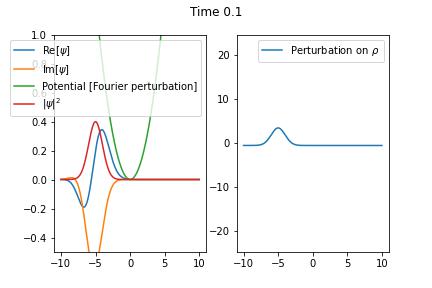 Time 0.1
Re[ψ]
Im[ψ]
Potential [Fourier perturbation]
|ψ|²
1.0
0.8
0.6
0.4
0.2
0.0
−0.2
−0.4
−10 −5 0 5 10
Perturbation on ρ
20
10
0
−10
−20
−10 −5 0 5 10